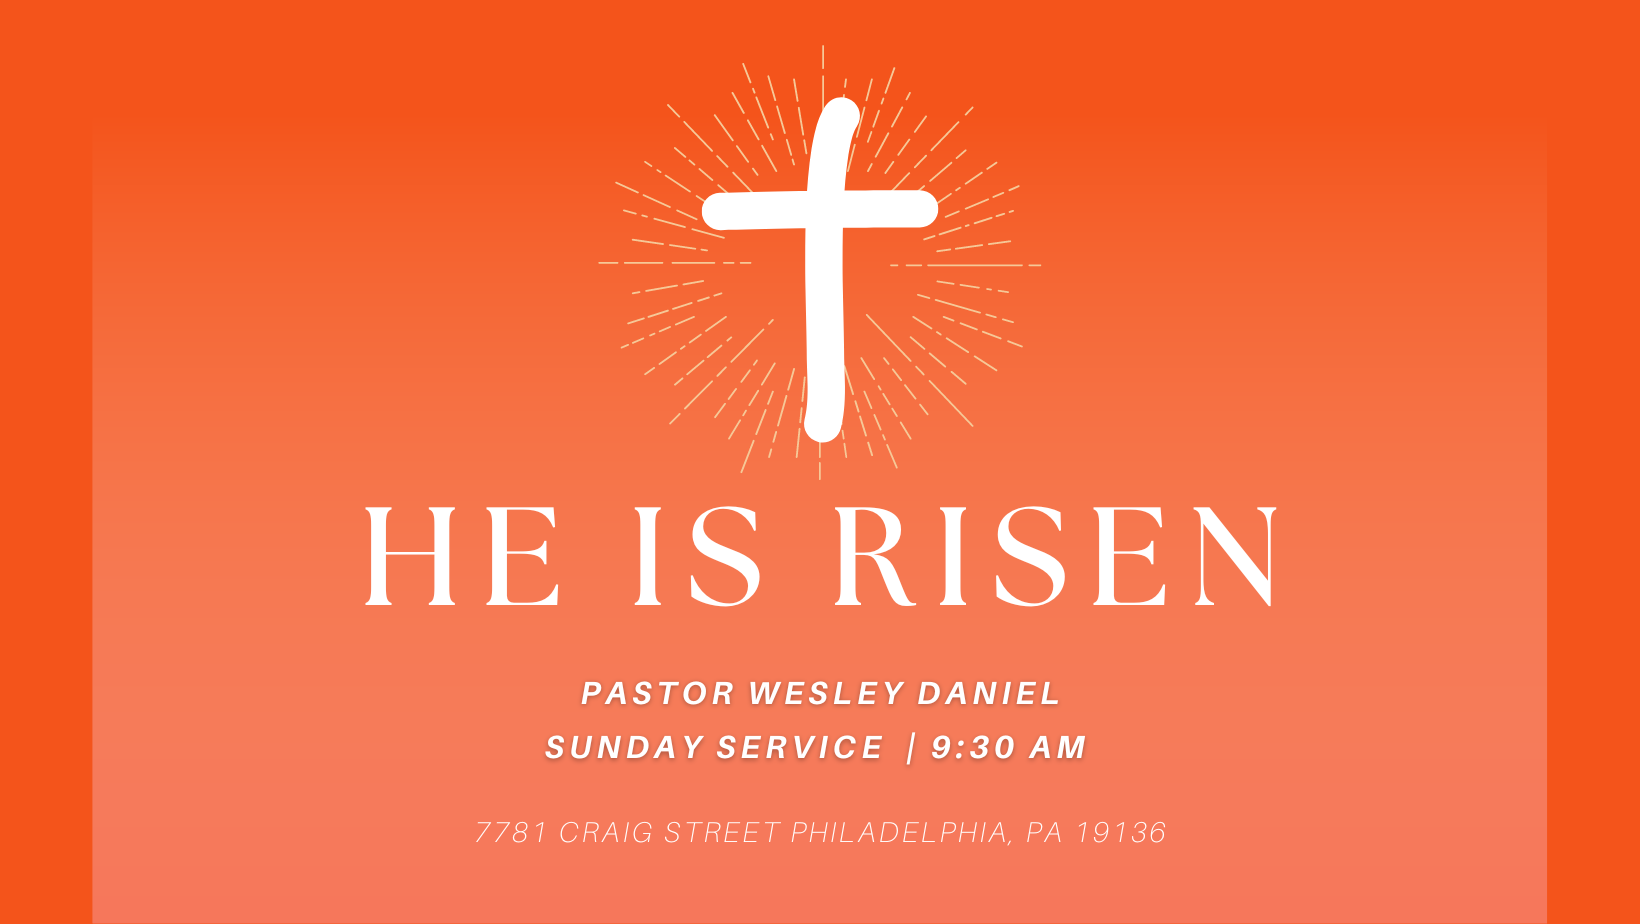 HE IS RISEN
PASTOR WESLEY DANIEL
SUNDAY SERVICE | 9:30 AM
7781 CRAIG STREET PHILADELPHIA, PA 19136